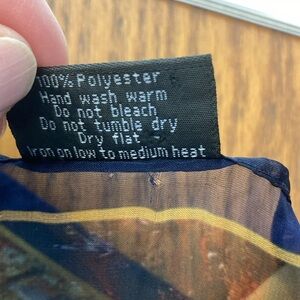 100% Polyester
Hand wash warm
Do not bleach
Do not tumble dry
Dry flat
Iron on low to medium heat